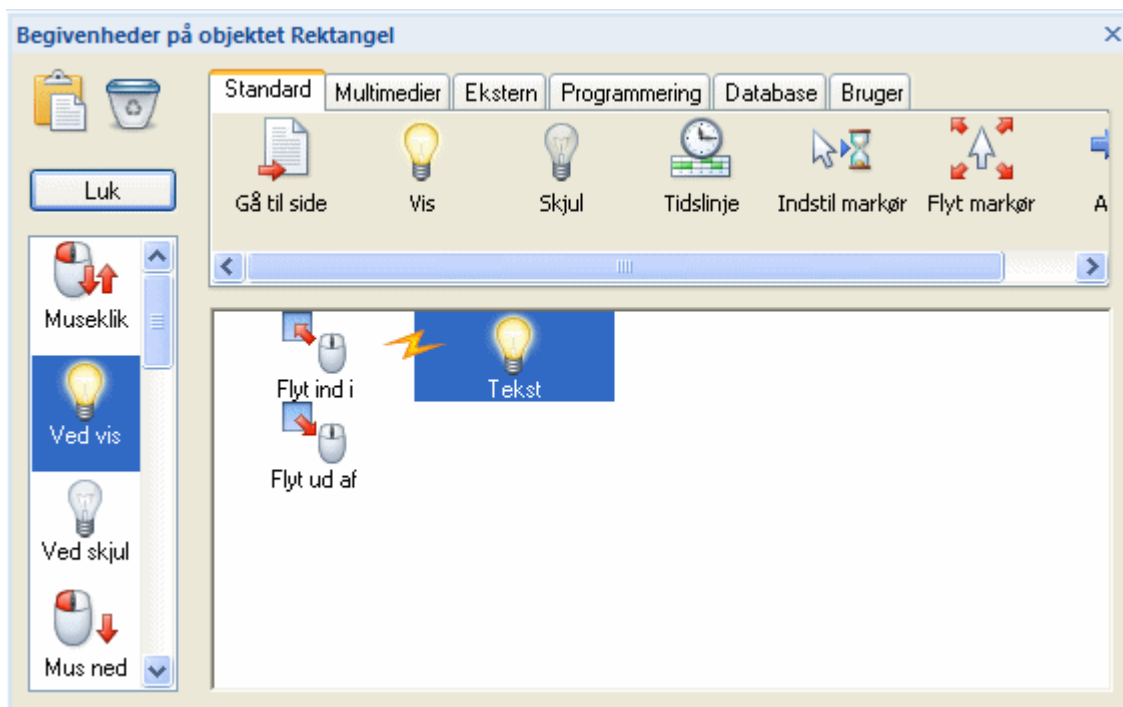 Begivenheder på objektet Rektangel
Standard Multimedier Ekstern Programmering Database Bruger
Luk
Gå til side Vis Skjul Tidslinje Indstil markør Flyt markør A
Museklik
Ved vis
Ved skjul
Mus ned
Flyt ind i Tekst
Flyt ud af